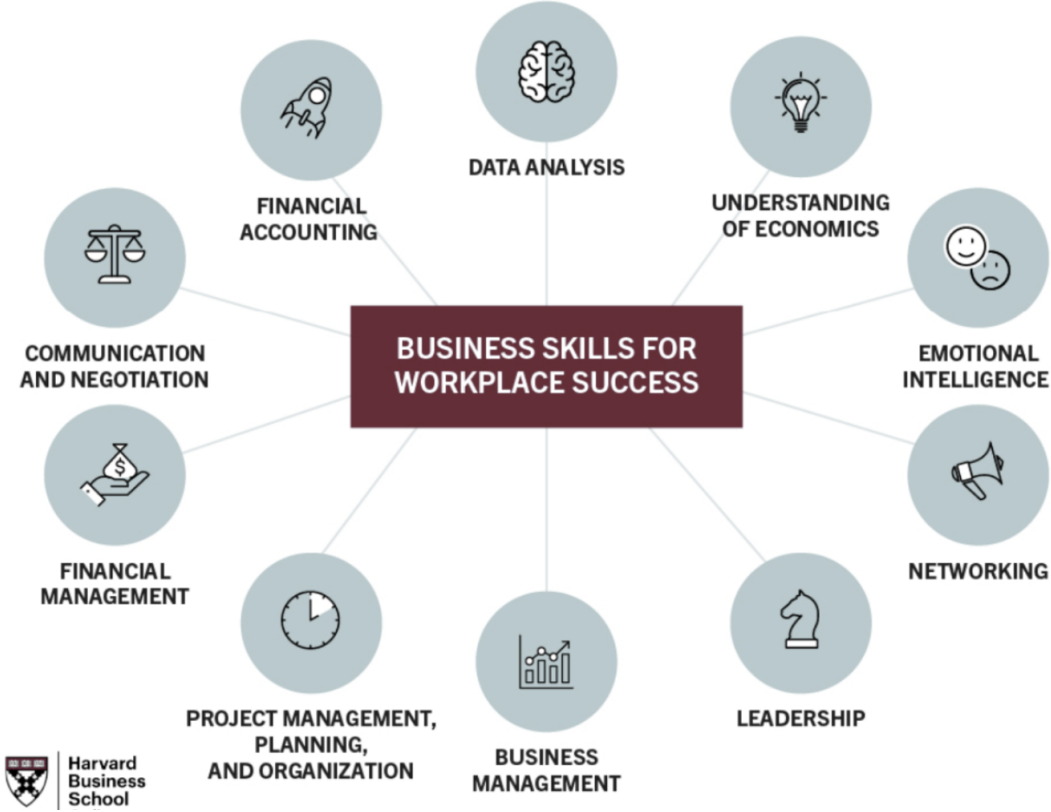 DATA ANALYSIS
FINANCIAL
ACCOUNTING
UNDERSTANDING
OF ECONOMICS
COMMUNICATION
AND NEGOTIATION
BUSINESS SKILLS FOR
WORKPLACE SUCCESS
EMOTIONAL
INTELLIGENCE
$
FINANCIAL
MANAGEMENT
NETWORKING
PROJECT MANAGEMENT,
PLANNING,
AND ORGANIZATION
BUSINESS
MANAGEMENT
LEADERSHIP
Harvard
Business
School